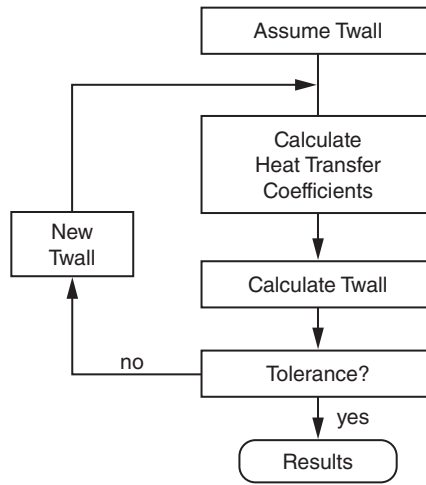 Assume Twall
Calculate
Heat Transfer
Coefficients
New
Twall
Calculate Twall
no
Tolerance?
yes
Results